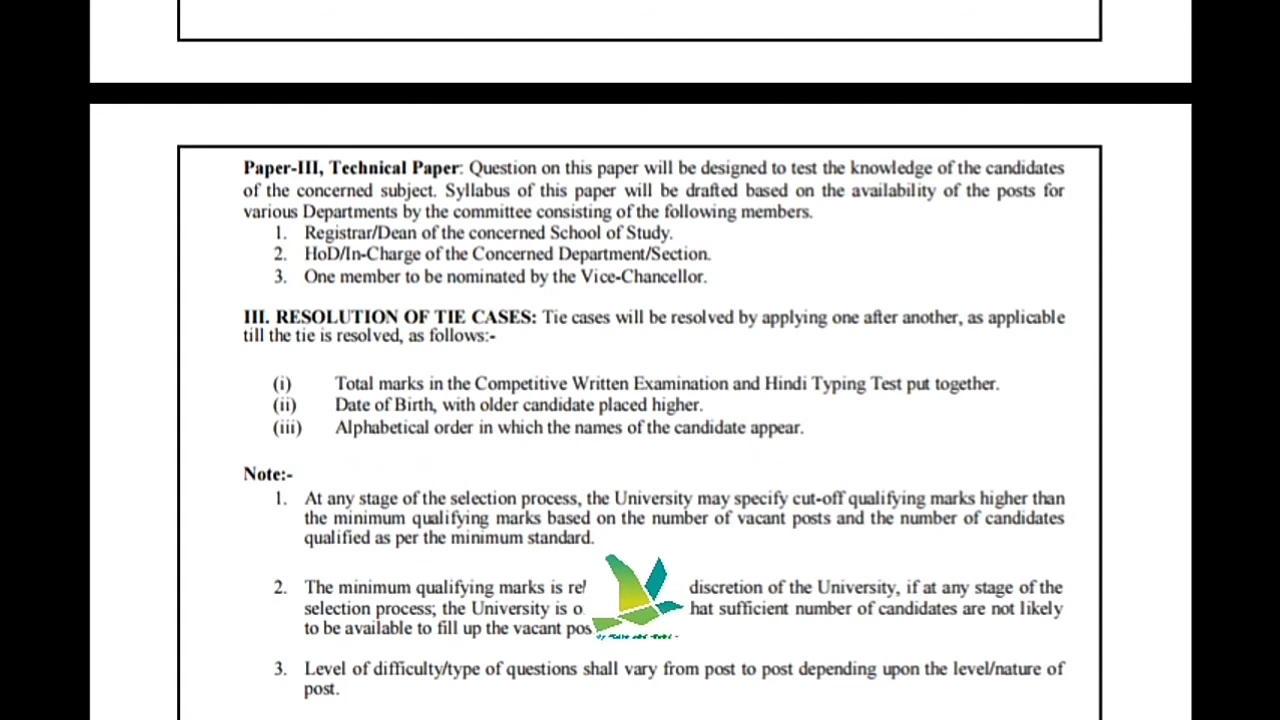 Paper-III, Technical Paper: Question on this paper will be designed to test the knowledge of the candidates
of the concerned subject. Syllabus of this paper will be drafted based on the availability of the posts for
various Departments by the committee consisting of the following members.
1. Registrar/Dean of the concerned School of Study.
2. HoD/In-Charge of the Concerned Department/Section.
3. One member to be nominated by the Vice-Chancellor.
III. RESOLUTION OF TIE CASES: Tie cases will be resolved by applying one after another, as applicable
till the tie is resolved, as follows:-
(i) Total marks in the Competitive Written Examination and Hindi Typing Test put together.
(ii) Date of Birth, with older candidate placed higher.
(iii) Alphabetical order in which the names of the candidate appear.
Note:-
1. At any stage of the selection process, the University may specify cut-off qualifying marks higher than
the minimum qualifying marks based on the number of vacant posts and the number of candidates
qualified as per the minimum standard.
2. The minimum qualifying marks is discretion of the University, if at any stage of the
selection process; the University is sufficient number of candidates are not likely
to be available to fill up the vacant
3. Level of difficulty/type of questions shall vary from post to post depending upon the level/nature of
post.